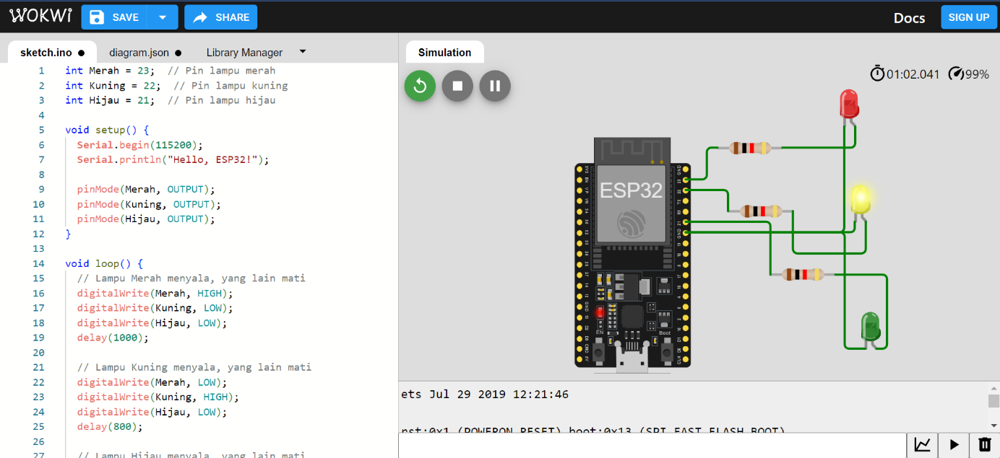 WOKWi SAVE SHARE Docs SIGN UP
sketch.ino diagram.json Library Manager
1 int Merah = 23; // Pin lampu merah
2 int Kuning = 22; // Pin lampu kuning
3 int Hijau = 21; // Pin lampu hijau
4
5 void setup() {
6 Serial.begin(115200);
7 Serial.println("Hello, ESP32!");
8
9 pinMode(Merah, OUTPUT);
10 pinMode(Kuning, OUTPUT);
11 pinMode(Hijau, OUTPUT);
12 }
13
14 void loop() {
15 // Lampu Merah menyala, yang lain mati
16 digitalWrite(Merah, HIGH);
17 digitalWrite(Kuning, LOW);
18 digitalWrite(Hijau, LOW);
19 delay(1000);
20
21 // Lampu Kuning menyala, yang lain mati
22 digitalWrite(Merah, LOW);
23 digitalWrite(Kuning, HIGH);
24 digitalWrite(Hijau, LOW);
25 delay(800);
26
27 // Lampu Hijau menyala, yang lain mati
Simulation
01:02.041 99%
ESP32
EN Boot
ets Jul 29 2019 12:21:46
rst:0x1 (POWERON_RESET),boot:0x13 (SPI_FAST_FLASH_BOOT)